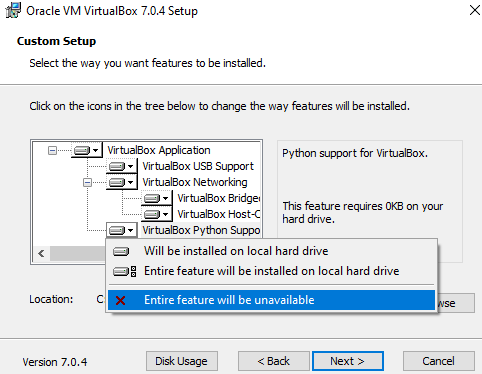 Oracle VM VirtualBox 7.0.4 Setup
Custom Setup
Select the way you want features to be installed.
Click on the icons in the tree below to change the way features will be installed.
VirtualBox Application
VirtualBox USB Support
VirtualBox Networking
VirtualBox Bridge
VirtualBox Host-C
VirtualBox Python Suppo
Python support for VirtualBox.
This feature requires 0KB on your
hard drive.
Will be installed on local hard drive
Entire feature will be installed on local hard drive
Entire feature will be unavailable
Location:
Version 7.0.4
Disk Usage
< Back
Next >
Cancel